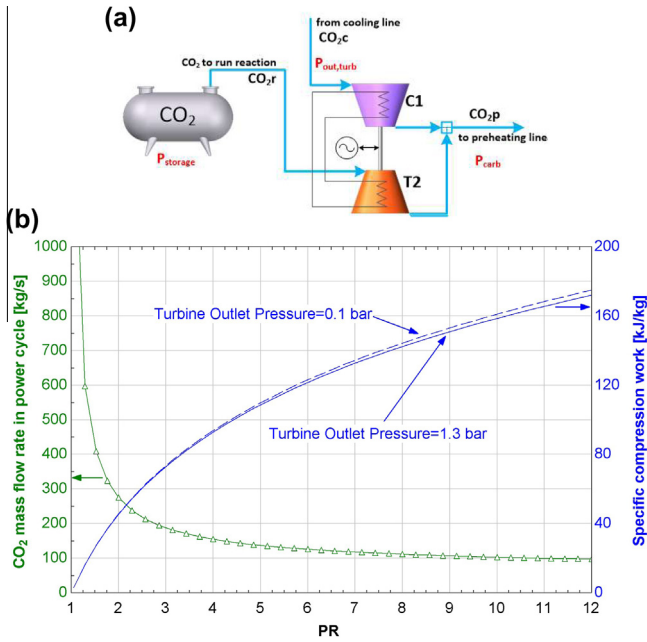 (a)
from cooling line
CO2c
CO2 to run reaction
CO2r
Pout,turb
C1
CO2
CO2p
to preheating line
Pstorage
T2
Pcarb
(b)
1000
900
800
700
600
500
400
300
200
100
0
CO2 mass flow rate in power cycle [kg/s]
Turbine Outlet Pressure=0.1 bar
Turbine Outlet Pressure=1.3 bar
200
160
120
80
40
0
Specific compression work [kJ/kg]
1 2 3 4 5 6 7 8 9 10 11 12
PR